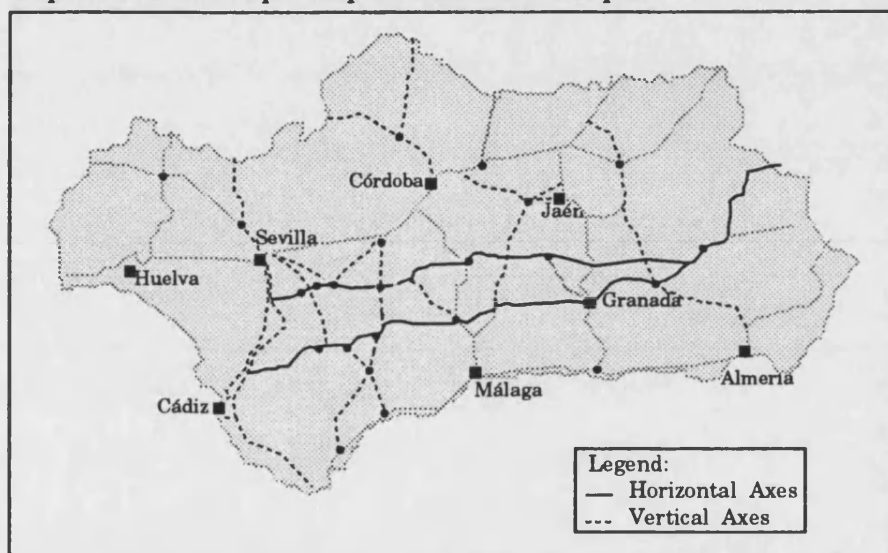 Córdoba
Jaén
Sevilla
Huelva
Granada
Almería
Málaga
Cádiz
Legend:
Horizontal Axes
Vertical Axes